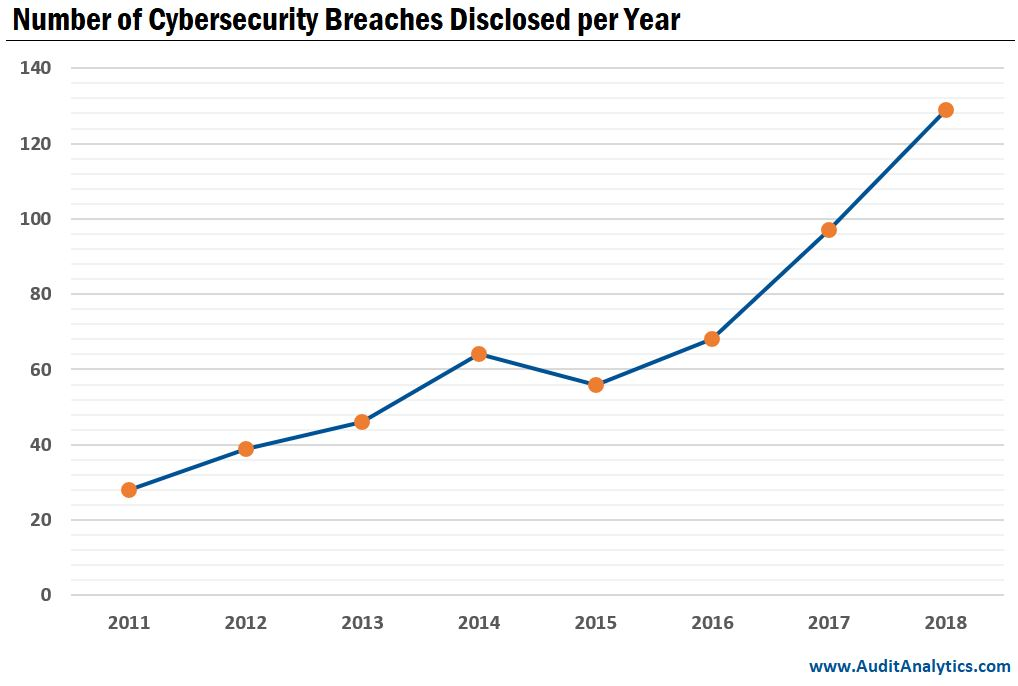 Number of Cybersecurity Breaches Disclosed per Year
140
120
100
80
60
40
20
0
2011 2012 2013 2014 2015 2016 2017 2018
www.AuditAnalytics.com